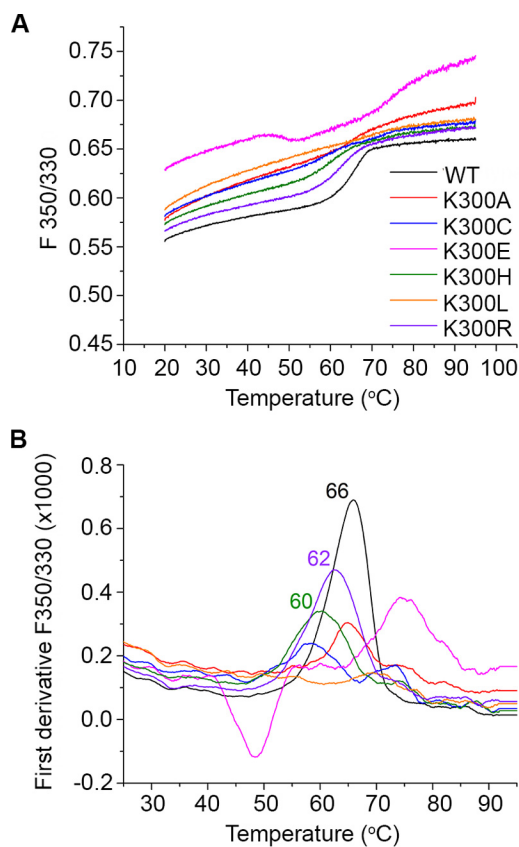 A
F 350/330
0.75
0.70
0.65
0.60
0.55
0.50
0.45
WT
K300A
K300C
K300E
K300H
K300L
K300R
10 20 30 40 50 60 70 80 90 100
Temperature (oC)
B
First derivative F350/330 (x1000)
0.8
0.6
0.4
0.2
0.0
-0.2
66
62
60
30 40 50 60 70 80 90
Temperature (oC)